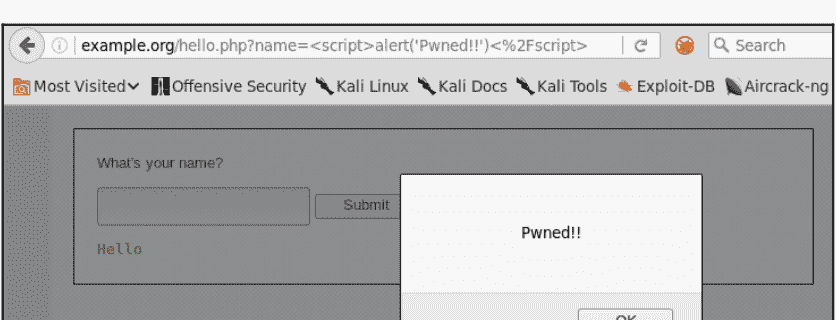 example.org/hello.php?name=<script>alert('Pwned!!')<%2Fscript>
Search
Most Visited Offensive Security Kali Linux Kali Docs Kali Tools Exploit-DB Aircrack-ng
What's your name?
Submit
Hello
Pwned!!
OK